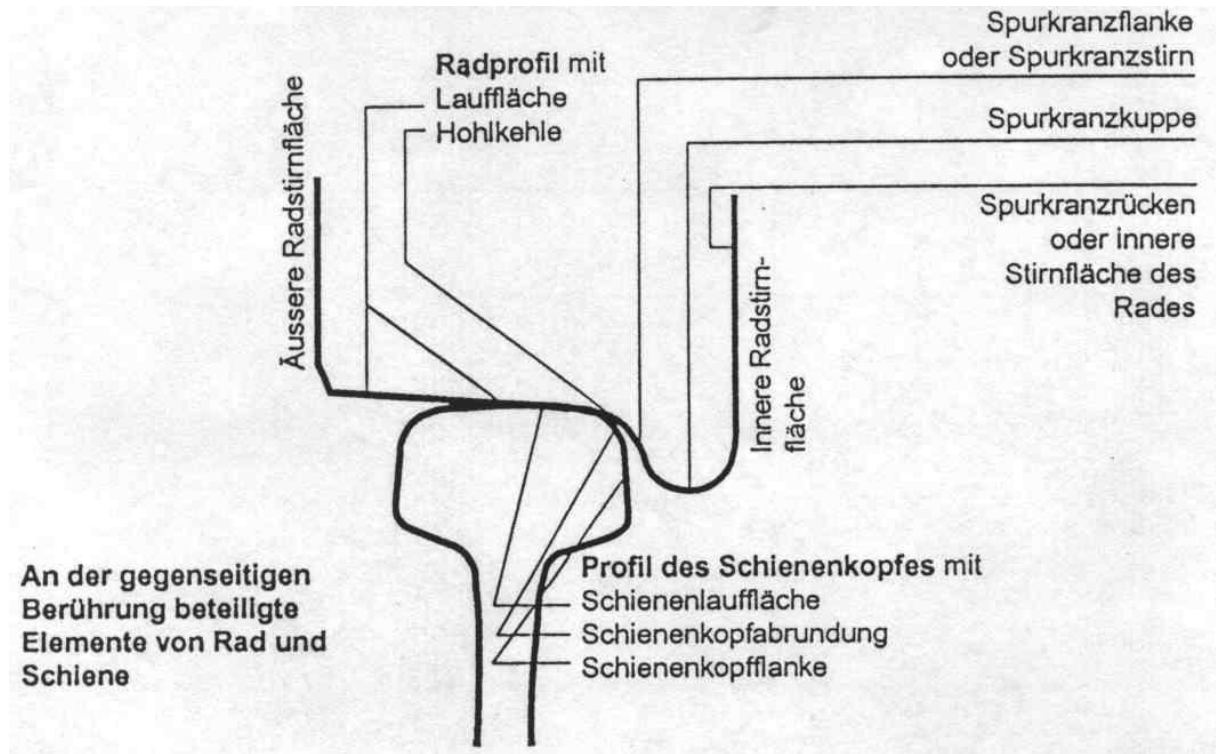 Spurkranzflanke
oder Spurkranzstirn
Spurkranzkuppe
Spurkranzrücken
oder innere
Stirnfläche des
Rades
Radprofil mit
Lauffläche
Hohlkehle
Äussere Radstirnfläche
Innere Radstirn-
fläche
An der gegenseitigen
Berührung beteiligte
Elemente von Rad und
Schiene
Profil des Schienenkopfes mit
Schienenlauffläche
Schienenkopfabrundung
Schienenkopfflanke